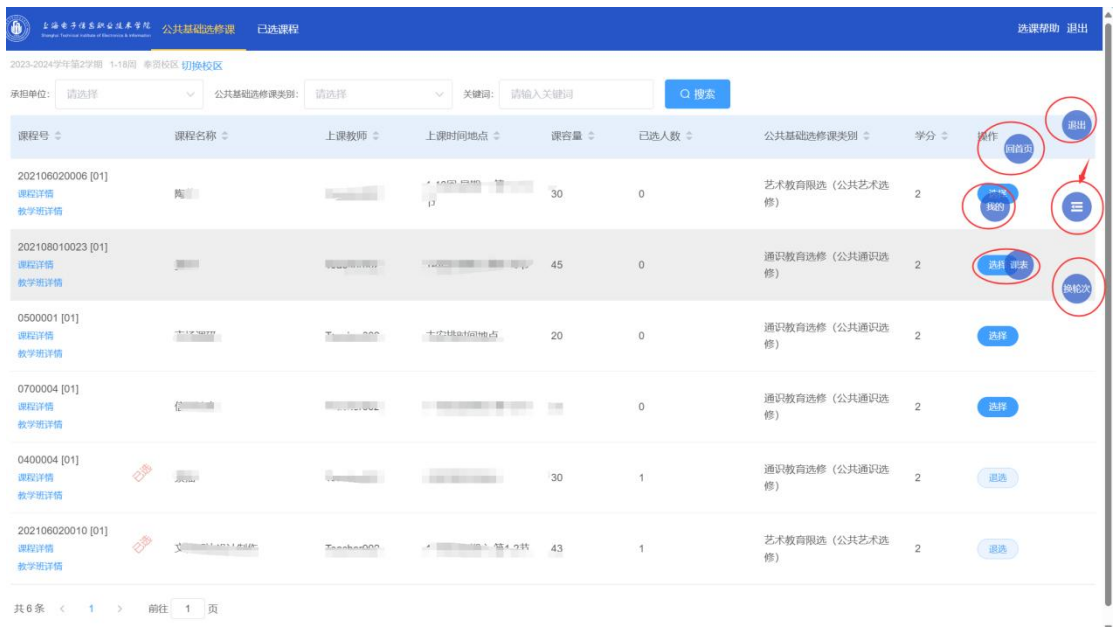 上海电子信息职业技术学院 公共基础选修课 已选课程 选课帮助 退出
Shanghai Technical Institute of Electronics & Information
2023-2024学年第2学期 1-18周 奉贤校区 切换校区
承担单位: 请选择 公共基础选修课类别: 请选择 关键词: 请输入关键词 搜索
课程号 课程名称 上课教师 上课时间地点 课容量 已选人数 公共基础选修课类别 学分 操作
退出
回首页
202106020006 [01]
课程详情
教学班详情
陶
30 0
艺术教育限选（公共艺术选
修）
2
选择
我的
202108010023 [01]
课程详情
教学班详情
45 0
通识教育选修（公共通识选
修）
2
选择 课表
换轮次
0500001 [01]
课程详情
教学班详情
20 0
通识教育选修（公共通识选
修）
2 选择
0700004 [01]
课程详情
教学班详情
0
通识教育选修（公共通识选
修）
2 选择
0400004 [01]
课程详情
教学班详情
已选
30 1
通识教育选修（公共通识选
修）
2 退选
202106020010 [01]
课程详情
教学班详情
已选
43 1
艺术教育限选（公共艺术选
修）
2 退选
共 6 条 < 1 > 前往 1 页